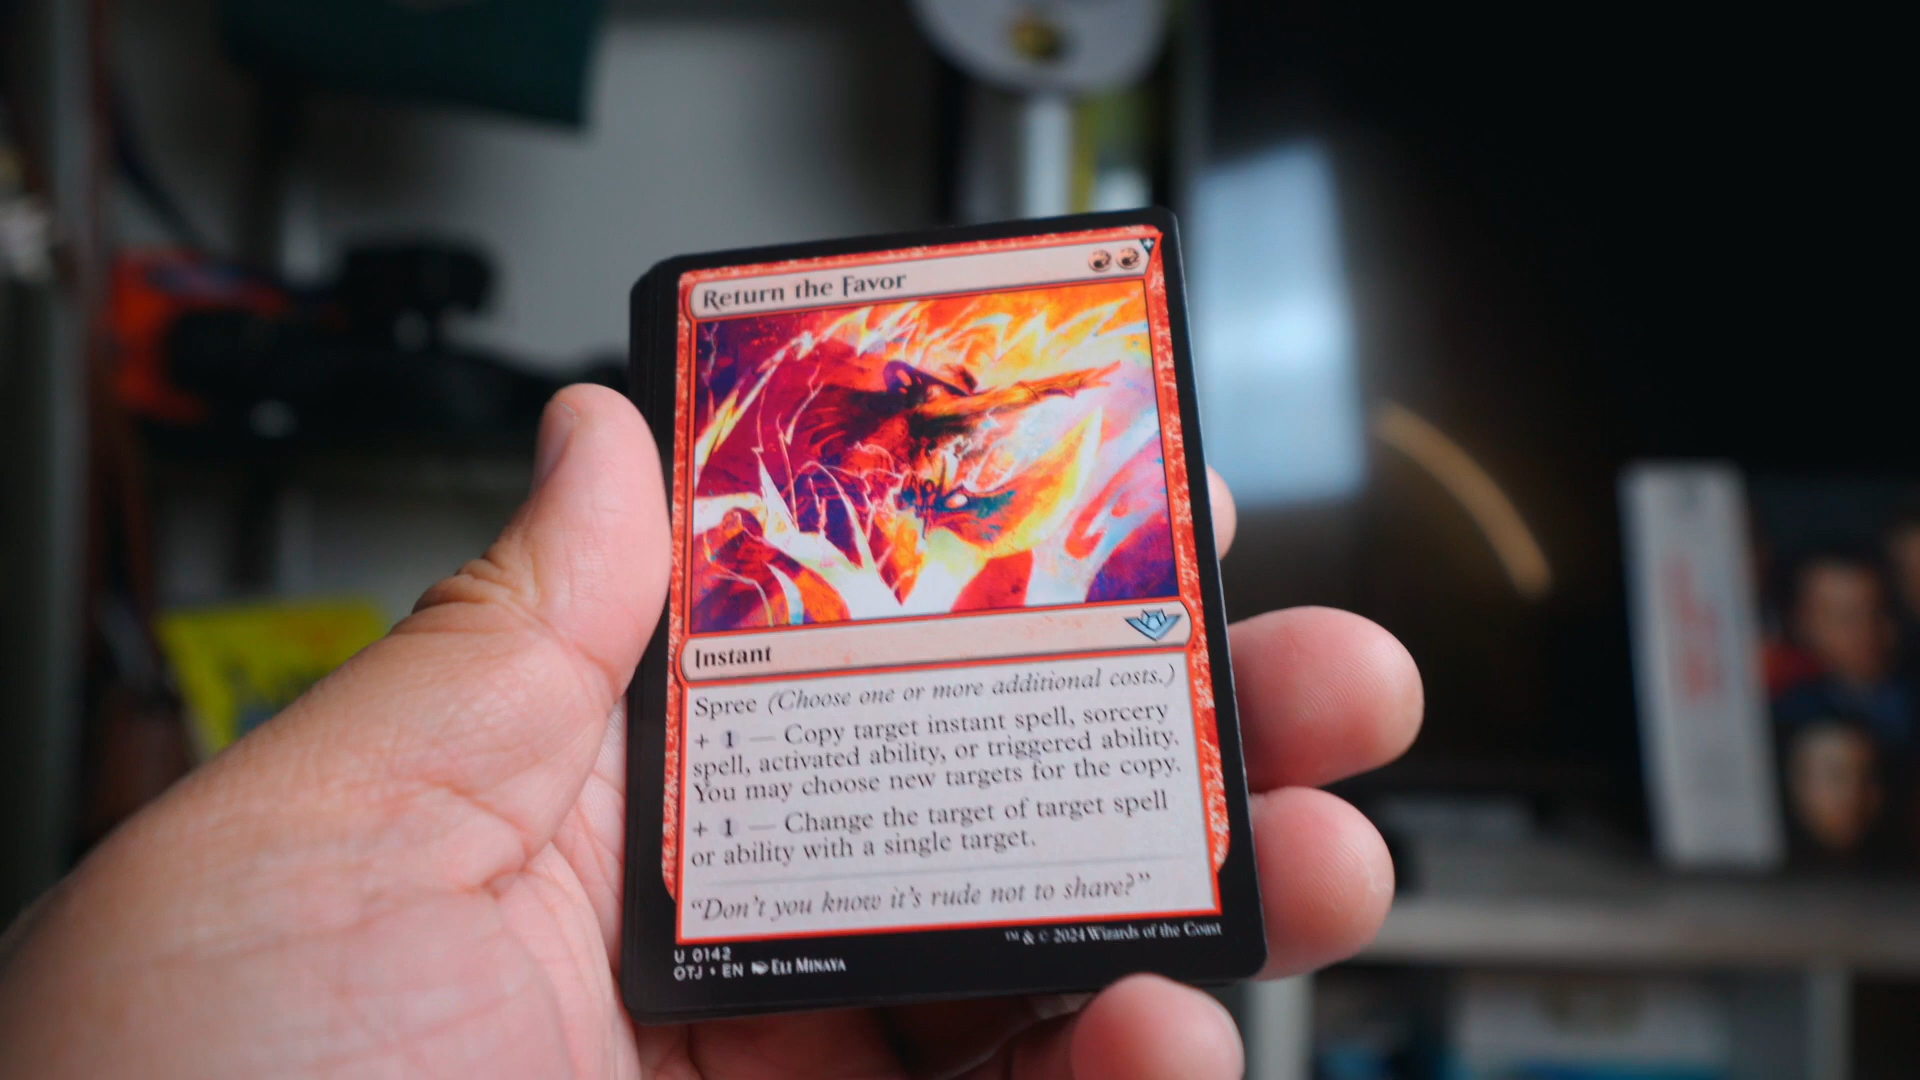 Return the Favor
Instant
Spree (Choose one or more additional costs.)
+ 1 — Copy target instant spell, sorcery
spell, activated ability, or triggered ability.
You may choose new targets for the copy.
+ 1 — Change the target of target spell
or ability with a single target.
“Don’t you know it’s rude not to share?”
U 0142
™ & © 2024 Wizards of the Coast
OTJ • EN Eli Minaya